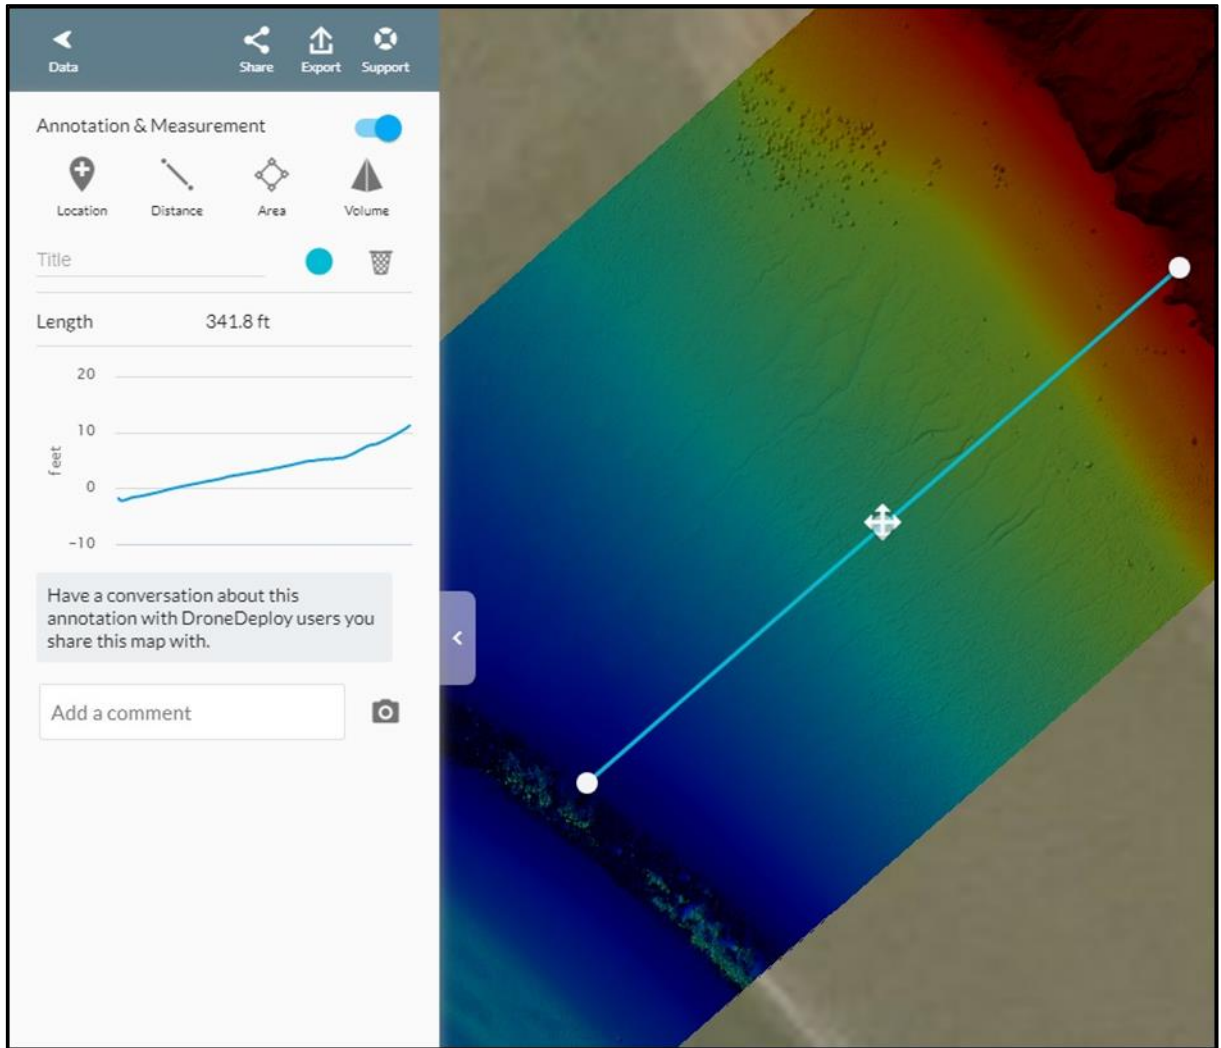 Data
Share
Export
Support
Annotation & Measurement
Location
Distance
Area
Volume
Title
Length 341.8 ft
20
10
feet
0
−10
Have a conversation about this
annotation with DroneDeploy users you
share this map with.
Add a comment